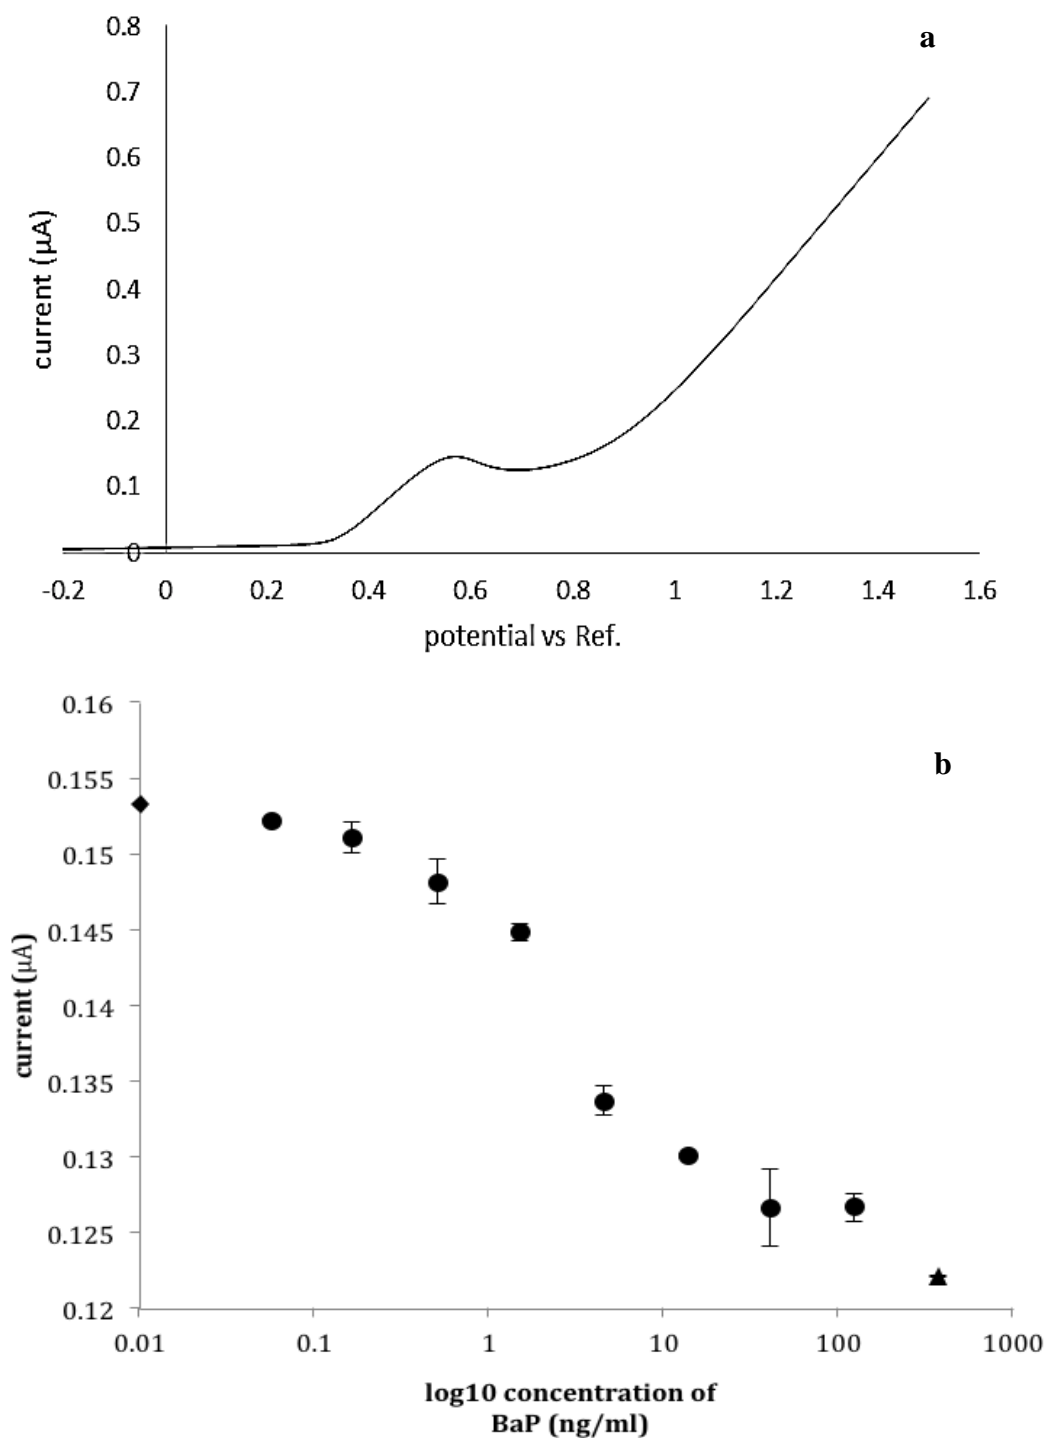 a
0.8
0.7
0.6
0.5
0.4
0.3
0.2
0.1
0
current (µA)
-0.2 0 0.2 0.4 0.6 0.8 1 1.2 1.4 1.6
potential vs Ref.
b
0.16
0.155
0.15
0.145
0.14
0.135
0.13
0.125
0.12
current (µA)
0.01 0.1 1 10 100 1000
log10 concentration of
BaP (ng/ml)